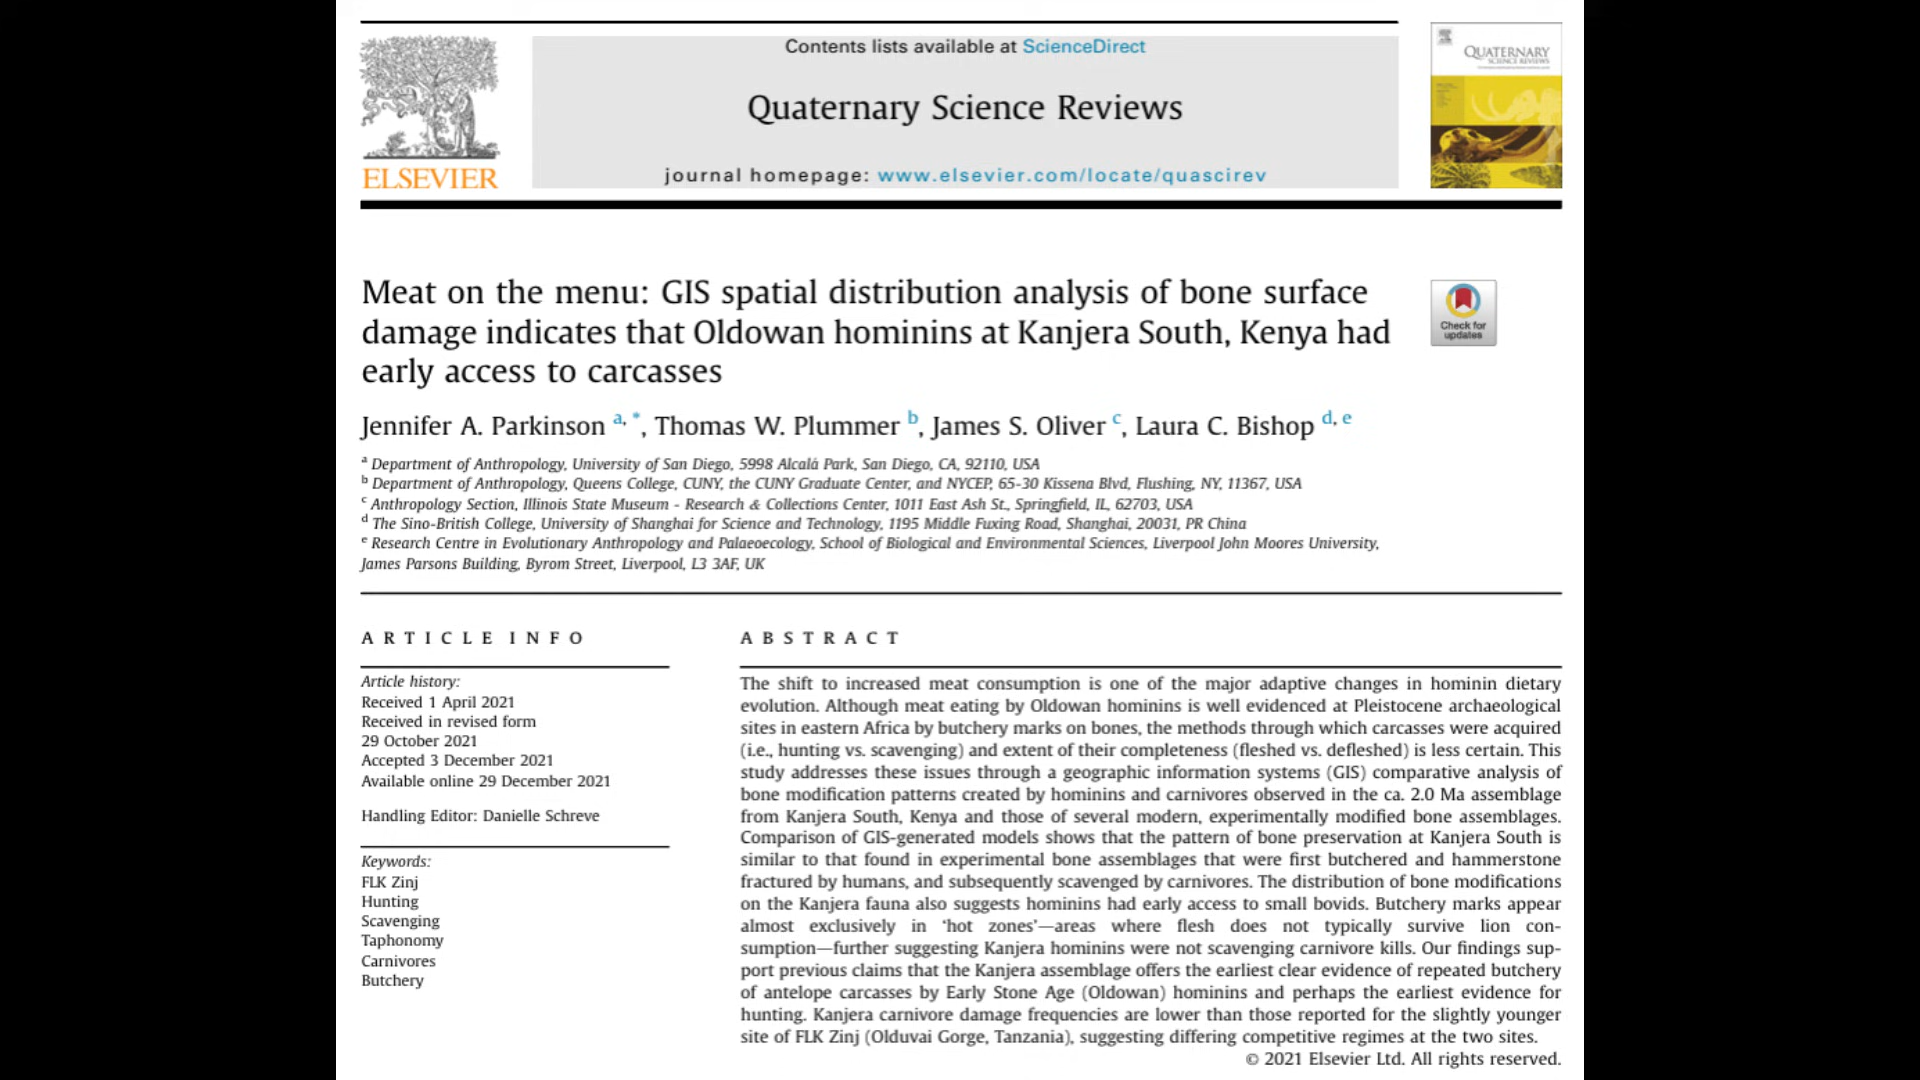 Contents lists available at ScienceDirect
Quaternary Science Reviews
journal homepage: www.elsevier.com/locate/quascirev
ELSEVIER
QUATERNARY
SCIENCE REVIEWS
Meat on the menu: GIS spatial distribution analysis of bone surface
damage indicates that Oldowan hominins at Kanjera South, Kenya had
early access to carcasses
Check for
updates
Jennifer A. Parkinson a, *, Thomas W. Plummer b, James S. Oliver c, Laura C. Bishop d, e
a Department of Anthropology, University of San Diego, 5998 Alcalá Park, San Diego, CA, 92110, USA
b Department of Anthropology, Queens College, CUNY, the CUNY Graduate Center, and NYCEP, 65-30 Kissena Blvd, Flushing, NY, 11367, USA
c Anthropology Section, Illinois State Museum - Research & Collections Center, 1011 East Ash St., Springfield, IL, 62703, USA
d The Sino-British College, University of Shanghai for Science and Technology, 1195 Middle Fuxing Road, Shanghai, 20031, PR China
e Research Centre in Evolutionary Anthropology and Palaeoecology, School of Biological and Environmental Sciences, Liverpool John Moores University,
James Parsons Building, Byrom Street, Liverpool, L3 3AF, UK
ARTICLE INFO
Article history:
Received 1 April 2021
Received in revised form
29 October 2021
Accepted 3 December 2021
Available online 29 December 2021
Handling Editor: Danielle Schreve
Keywords:
FLK Zinj
Hunting
Scavenging
Taphonomy
Carnivores
Butchery
ABSTRACT
The shift to increased meat consumption is one of the major adaptive changes in hominin dietary
evolution. Although meat eating by Oldowan hominins is well evidenced at Pleistocene archaeological
sites in eastern Africa by butchery marks on bones, the methods through which carcasses were acquired
(i.e., hunting vs. scavenging) and extent of their completeness (fleshed vs. defleshed) is less certain. This
study addresses these issues through a geographic information systems (GIS) comparative analysis of
bone modification patterns created by hominins and carnivores observed in the ca. 2.0 Ma assemblage
from Kanjera South, Kenya and those of several modern, experimentally modified bone assemblages.
Comparison of GIS-generated models shows that the pattern of bone preservation at Kanjera South is
similar to that found in experimental bone assemblages that were first butchered and hammerstone
fractured by humans, and subsequently scavenged by carnivores. The distribution of bone modifications
on the Kanjera fauna also suggests hominins had early access to small bovids. Butchery marks appear
almost exclusively in ‘hot zones’—areas where flesh does not typically survive lion con-
sumption—further suggesting Kanjera hominins were not scavenging carnivore kills. Our findings sup-
port previous claims that the Kanjera assemblage offers the earliest clear evidence of repeated butchery
of antelope carcasses by Early Stone Age (Oldowan) hominins and perhaps the earliest evidence for
hunting. Kanjera carnivore damage frequencies are lower than those reported for the slightly younger
site of FLK Zinj (Olduvai Gorge, Tanzania), suggesting differing competitive regimes at the two sites.
© 2021 Elsevier Ltd. All rights reserved.